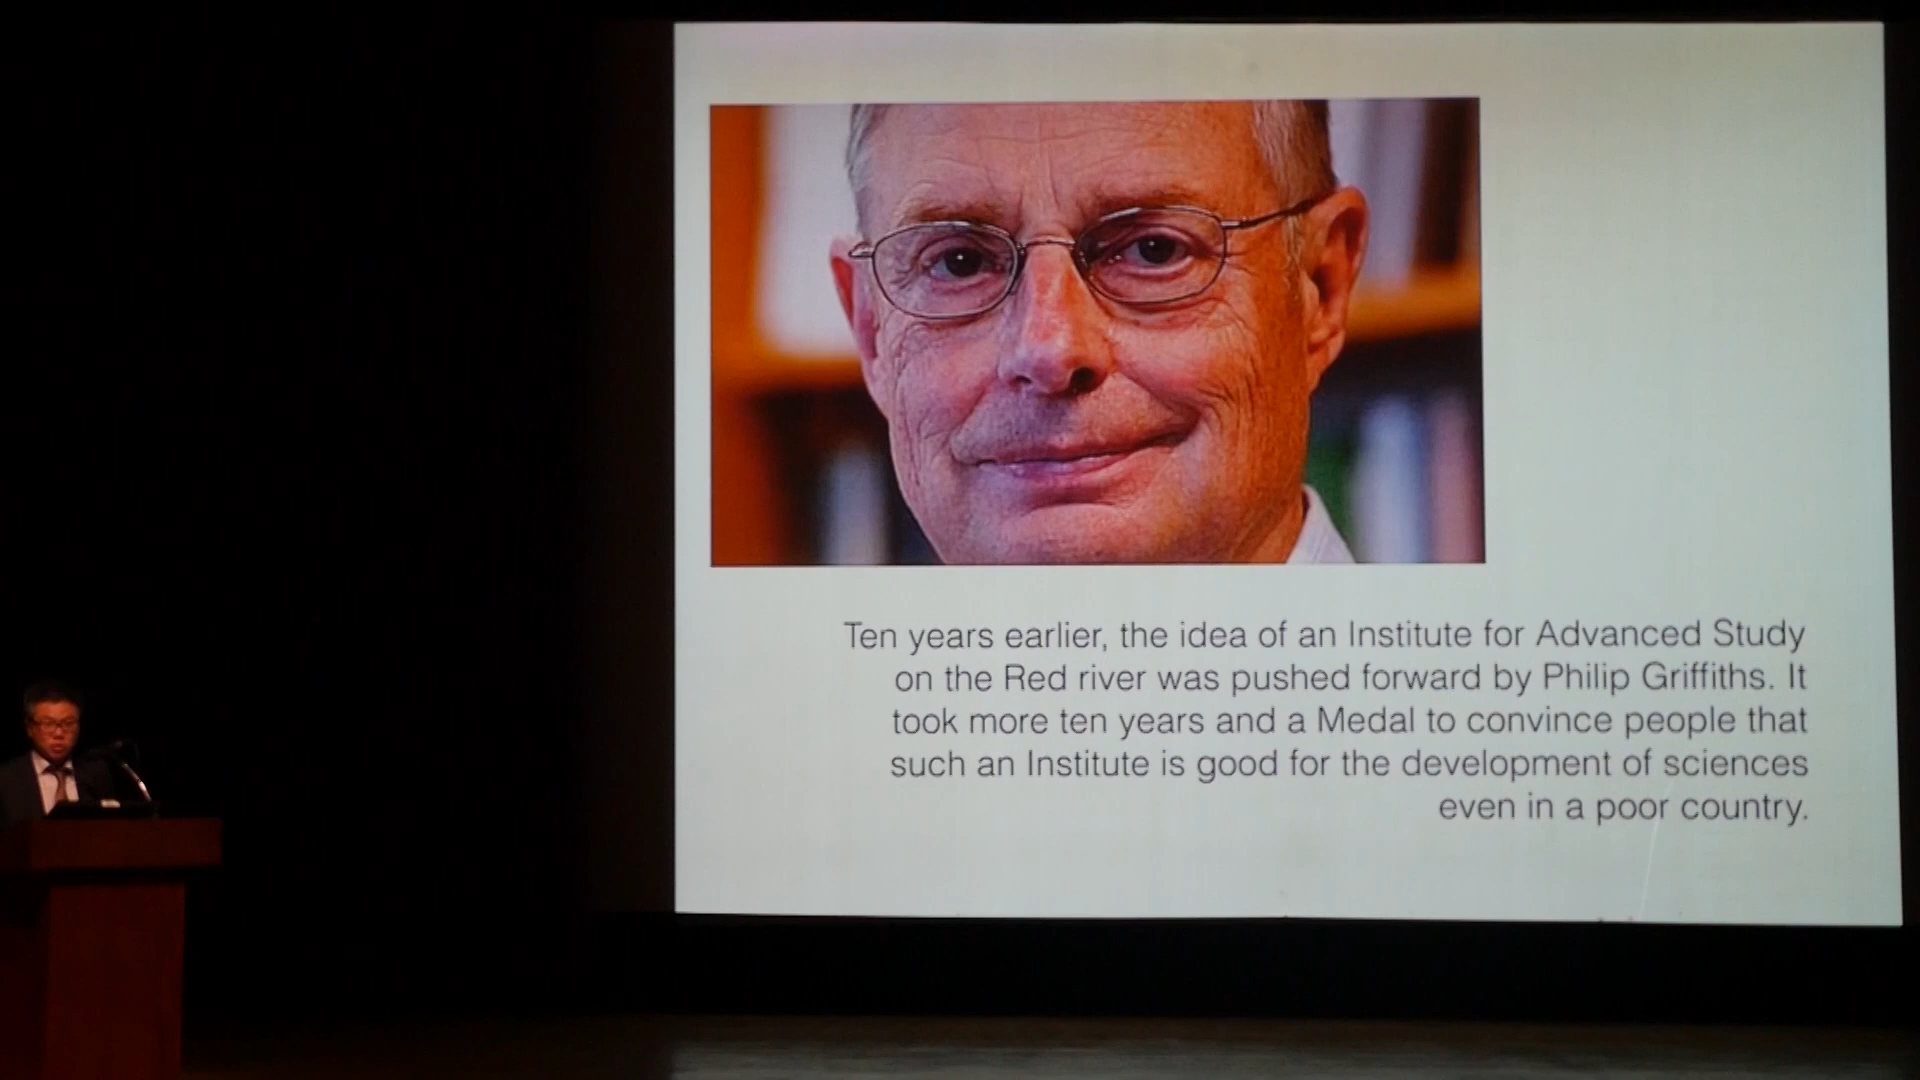 Ten years earlier, the idea of an Institute for Advanced Study
on the Red river was pushed forward by Philip Griffiths. It
took more ten years and a Medal to convince people that
such an Institute is good for the development of sciences
even in a poor country.